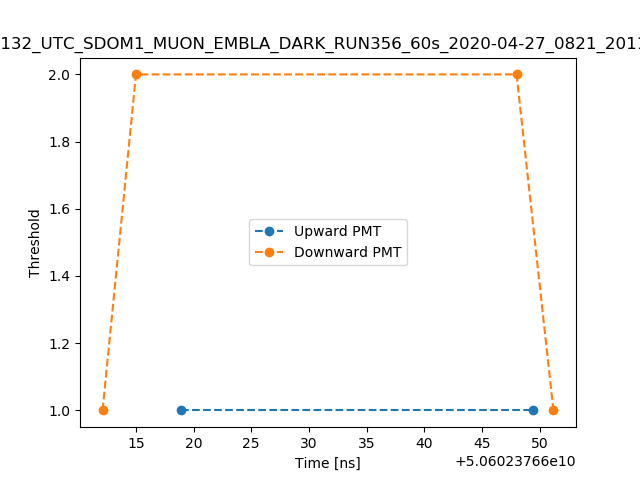 132_UTC_SDOM1_MUON_EMBLA_DARK_RUN356_60s_2020-04-27_0821_2011
2.0
1.8
1.6
1.4
1.2
1.0
Threshold
Upward PMT
Downward PMT
15 20 25 30 35 40 45 50
Time [ns]
+5.06023766e10